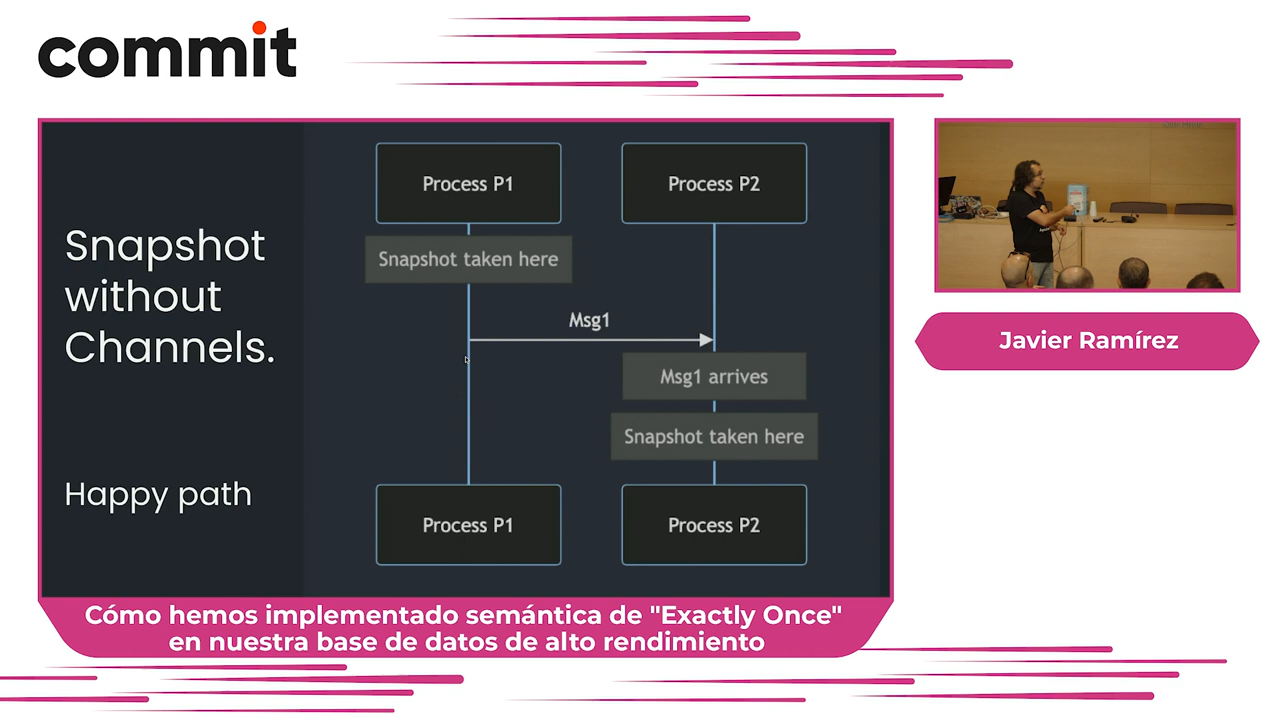 commit
Snapshot
without
Channels.
Happy path
Process P1
Process P2
Snapshot taken here
Msg1
Msg1 arrives
Snapshot taken here
Process P1
Process P2
Javier Ramírez
Cómo hemos implementado semántica de "Exactly Once"
en nuestra base de datos de alto rendimiento